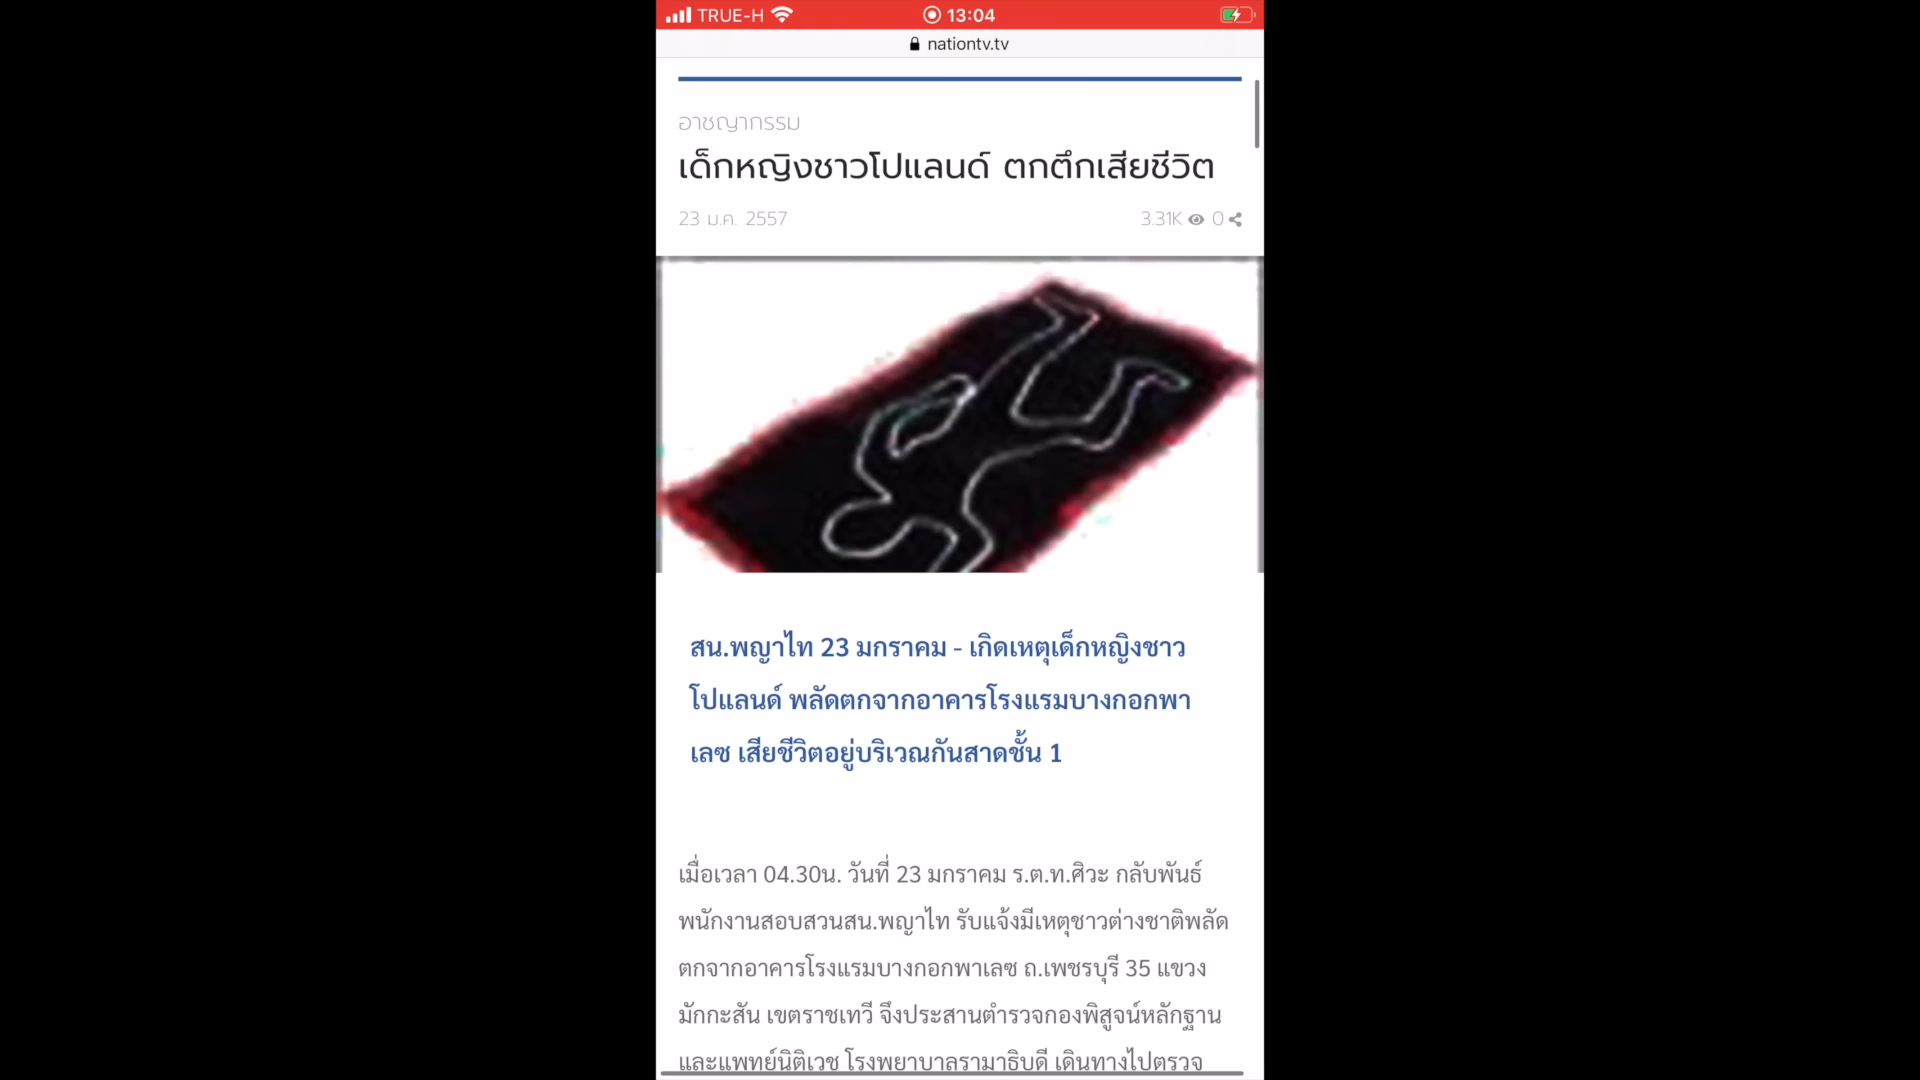 TRUE-H 13:04
nationtv.tv
อาชญากรรม
เด็กหญิงชาวโปแลนด์ ตกตึกเสียชีวิต
23 ม.ค. 2557 3.31K 0
สน.พญาไท 23 มกราคม - เกิดเหตุเด็กหญิงชาว
โปแลนด์ พลัดตกจากอาคารโรงแรมบางกอกพา
เลซ เสียชีวิตอยู่บริเวณกันสาดชั้น 1
เมื่อเวลา 04.30น. วันที่ 23 มกราคม ร.ต.ท.ศิวะ กลับพันธ์
พนักงานสอบสวนสน.พญาไท รับแจ้งมีเหตุชาวต่างชาติพลัด
ตกจากอาคารโรงแรมบางกอกพาเลซ ถ.เพชรบุรี 35 แขวง
มักกะสัน เขตราชเทวี จึงประสานตำรวจกองพิสูจน์หลักฐาน
และแพทย์นิติเวช โรงพยาบาลรามาธิบดี เดินทางไปตรวจ